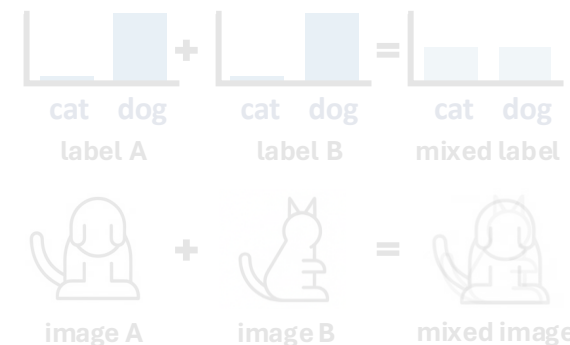 + =
cat dog cat dog cat dog
label A label B mixed label
+ =
image A image B mixed image